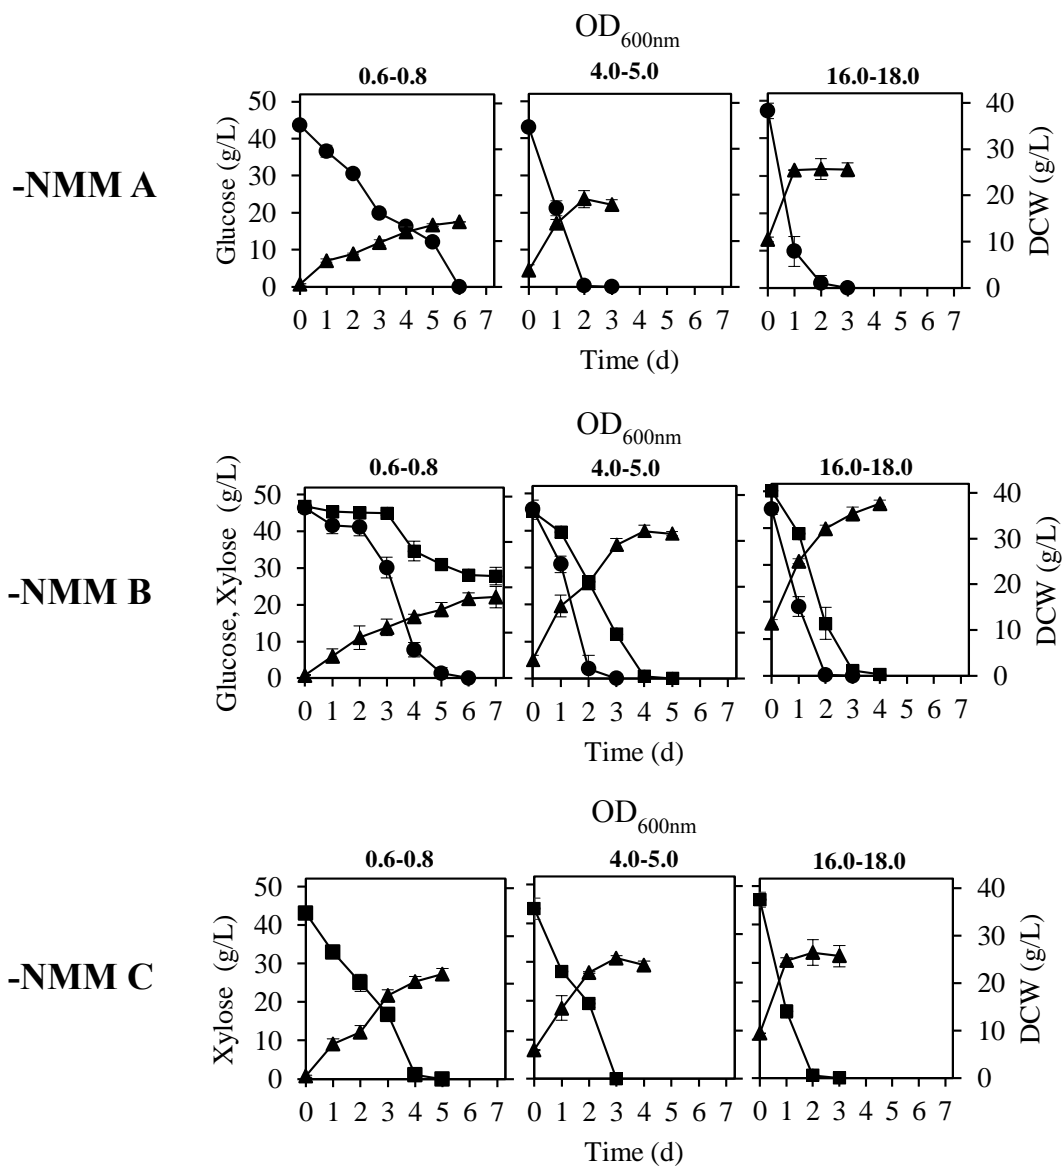 OD600nm
0.6-0.8 4.0-5.0 16.0-18.0
-NMM A
Glucose (g/L)
50
40
30
20
10
0
40
30
20
10
0
DCW (g/L)
0 1 2 3 4 5 6 7 0 1 2 3 4 5 6 7 0 1 2 3 4 5 6 7
Time (d)
OD600nm
0.6-0.8 4.0-5.0 16.0-18.0
-NMM B
Glucose, Xylose (g/L)
50
40
30
20
10
0
40
30
20
10
0
DCW (g/L)
0 1 2 3 4 5 6 7 0 1 2 3 4 5 6 7 0 1 2 3 4 5 6 7
Time (d)
OD600nm
0.6-0.8 4.0-5.0 16.0-18.0
-NMM C
Xylose (g/L)
50
40
30
20
10
0
40
30
20
10
0
DCW (g/L)
0 1 2 3 4 5 6 7 0 1 2 3 4 5 6 7 0 1 2 3 4 5 6 7
Time (d)